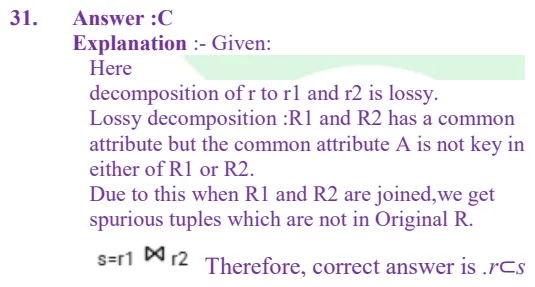 31. Answer :C
Explanation :- Given:
Here
decomposition of r to r1 and r2 is lossy.
Lossy decomposition :R1 and R2 has a common
attribute but the common attribute A is not key in
either of R1 or R2.
Due to this when R1 and R2 are joined,we get
spurious tuples which are not in Original R.
s=r1 ⋈ r2 Therefore, correct answer is .r⊂s